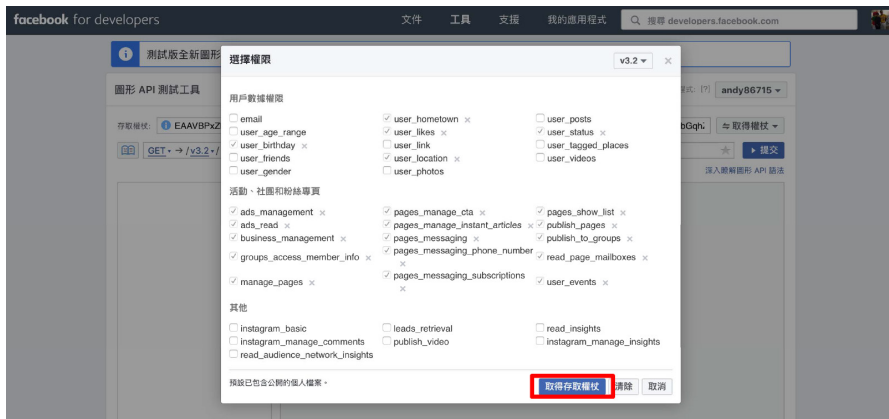 facebook for developers 文件 工具 支援 我的應用程式 搜尋 developers.facebook.com
測試版全新圖形
選擇權限 v3.2
圖形 API 測試工具 andy86715
用戶數據權限
存取權杖: EAAVBPxZ 取得權杖
email user_hometown user_posts
user_age_range user_likes user_status
user_birthday user_link user_tagged_places
GET → /v3.2 / 提交
user_friends user_location user_videos
user_gender user_photos
深入瞭解圖形 API 語法
活動、社團和粉絲專頁
ads_management pages_manage_cta pages_show_list
ads_read pages_manage_instant_articles publish_pages
business_management pages_messaging publish_to_groups
groups_access_member_info pages_messaging_phone_number read_page_mailboxes
manage_pages pages_messaging_subscriptions user_events
其他
instagram_basic leads_retrieval read_insights
instagram_manage_comments publish_video instagram_manage_insights
read_audience_network_insights
預設已包含公開的個人檔案。 取得存取權杖 清除 取消